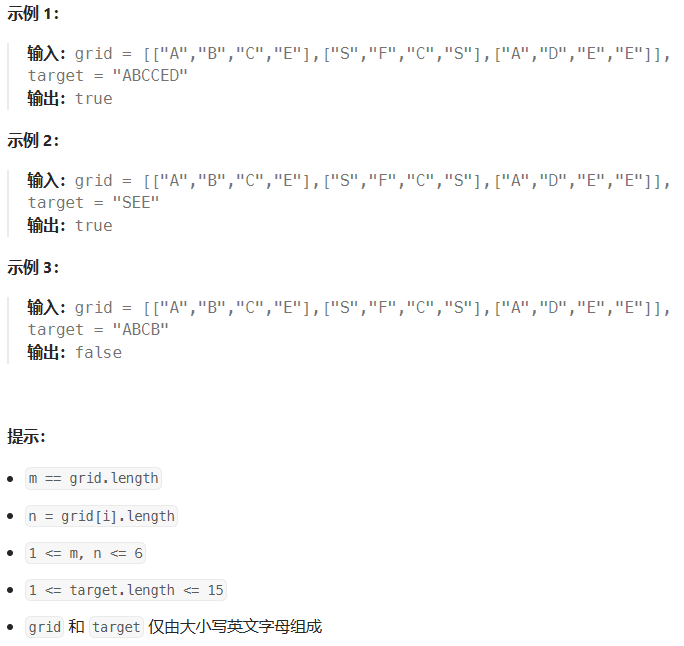 示例 1：
输入：grid = [["A","B","C","E"],["S","F","C","S"],["A","D","E","E"]],
target = "ABCCED"
输出：true
示例 2：
输入：grid = [["A","B","C","E"],["S","F","C","S"],["A","D","E","E"]],
target = "SEE"
输出：true
示例 3：
输入：grid = [["A","B","C","E"],["S","F","C","S"],["A","D","E","E"]],
target = "ABCB"
输出：false
提示：
• m == grid.length
• n = grid[i].length
• 1 <= m, n <= 6
• 1 <= target.length <= 15
• grid 和 target 仅由大小写英文字母组成